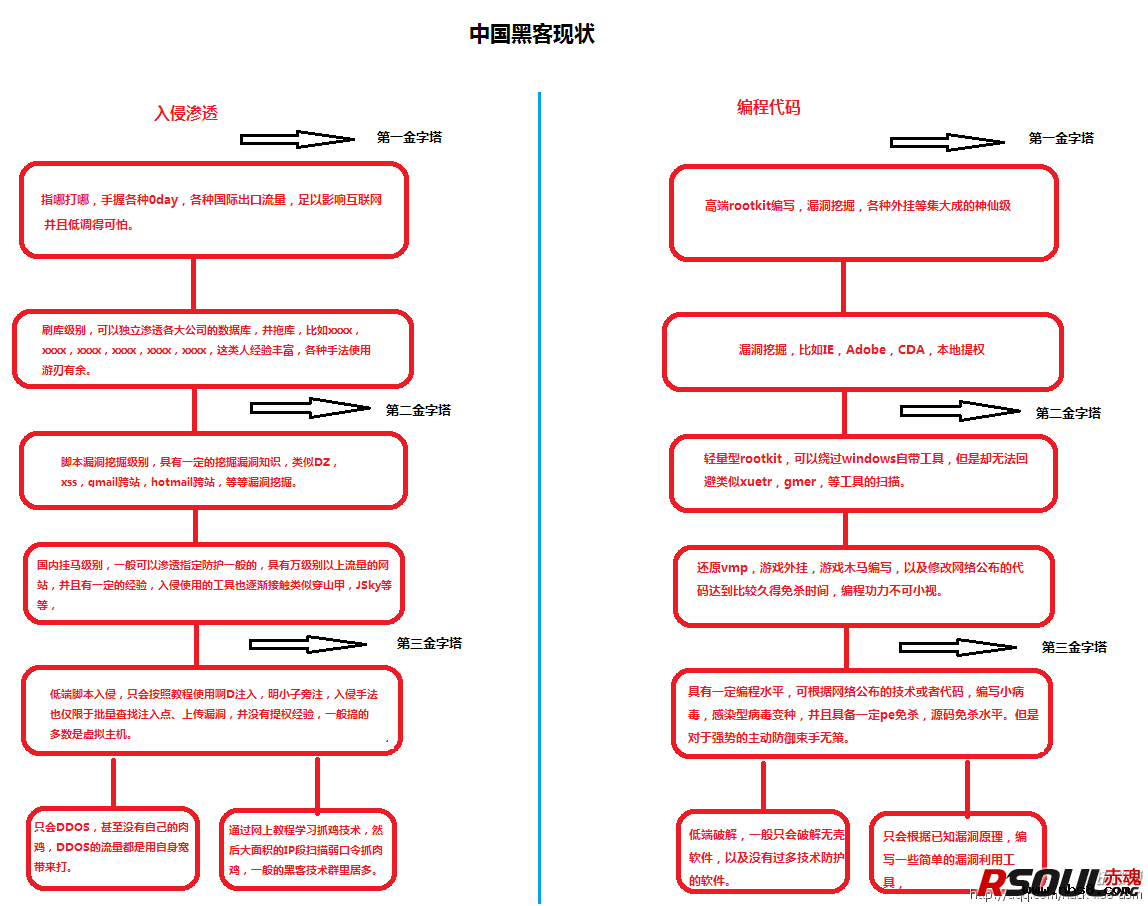 中国黑客现状
入侵渗透
第一金字塔
指哪打哪，手握各种0day，各种国际出口流量，足以影响互联网
并且低调得可怕。
刷库级别，可以独立渗透各大公司的数据库，并拖库，比如xxxx，
xxxx，xxxx，xxxx，xxxx，xxxx，这类人经验丰富，各种手法使用
游刃有余。
第二金字塔
脚本漏洞挖掘级别，具有一定的挖掘漏洞知识，类似DZ，
xss，gmail跨站，hotmail跨站，等等漏洞挖掘。
国内挂马级别，一般可以渗透指定防护一般的，具有万级别以上流量的网
站，并且有一定的经验，入侵使用的工具也逐渐接触类似穿山甲，JSky等
等，
第三金字塔
低端脚本入侵，只会按照教程使用啊D注入，明小子旁注，入侵手法
也仅限于批量查找注入点、上传漏洞，并没有提权经验，一般搞的
多数是虚拟主机。
只会DDOS，甚至没有自己的肉
鸡，DDOS的流量都是用自身宽
带来打。
通过网上教程学习抓鸡技术，然
后大面积的IP段扫描弱口令抓肉
鸡，一般的黑客技术群里居多。
编程代码
第一金字塔
高端rootkit编写，漏洞挖掘，各种外挂等集大成的神仙级
漏洞挖掘，比如IE，Adobe，CDA，本地提权
第二金字塔
轻量型rootkit，可以绕过windows自带工具，但是却无法回
避类似xuetr，gmer，等工具的扫描。
还原vmp，游戏外挂，游戏木马编写，以及修改网络公布的代
码达到比较久得免杀时间，编程功力不可小视。
第三金字塔
具有一定编程水平，可根据网络公布的技术或者代码，编写小病
毒，感染型病毒变种，并且具备一定pe免杀，源码免杀水平。但是
对于强势的主动防御束手无策。
低端破解，一般只会破解无壳
软件，以及没有过多技术防护
的软件。
只会根据已知漏洞原理，编
写一些简单的漏洞利用工
具，
RSOUL赤魂